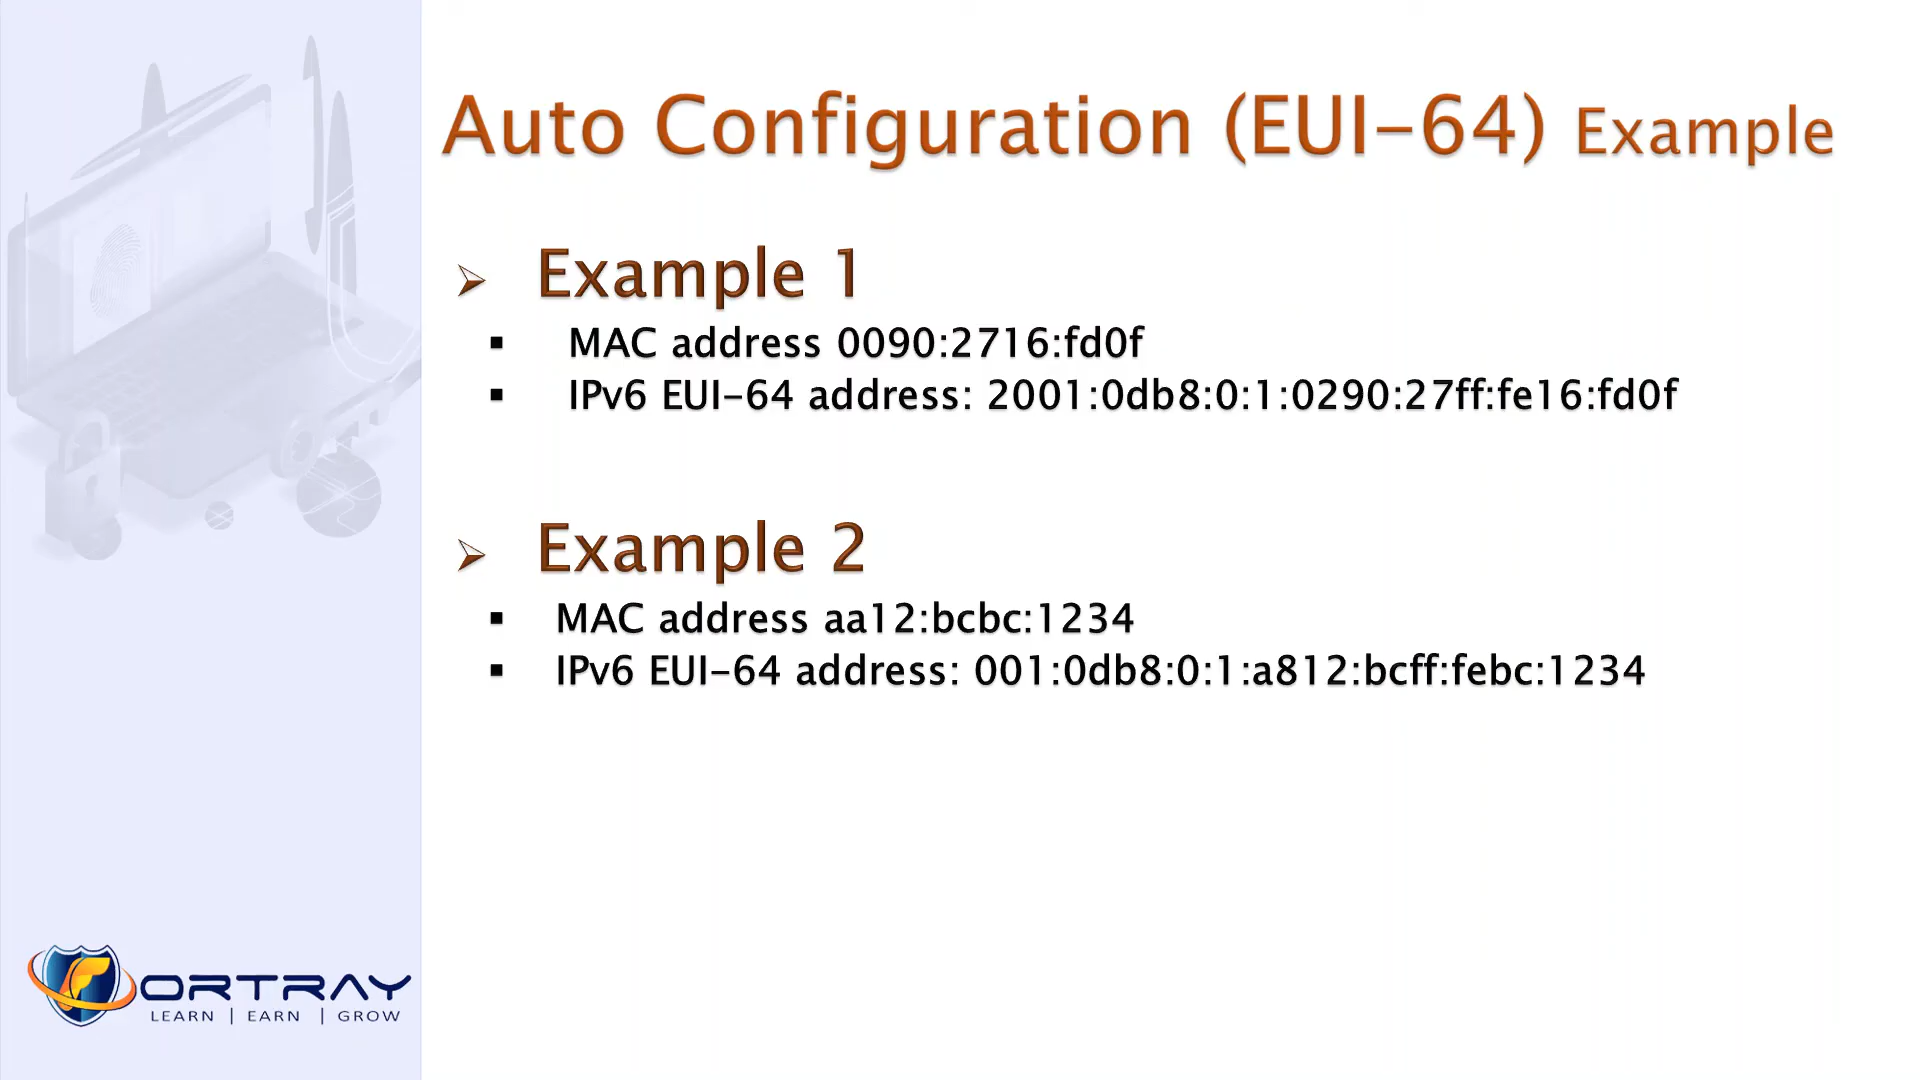 Auto Configuration (EUI-64) Example
Example 1
MAC address 0090:2716:fd0f
IPv6 EUI-64 address: 2001:0db8:0:1:0290:27ff:fe16:fd0f
Example 2
MAC address aa12:bcbc:1234
IPv6 EUI-64 address: 001:0db8:0:1:a812:bcff:febc:1234
FORTRAY
LEARN | EARN | GROW